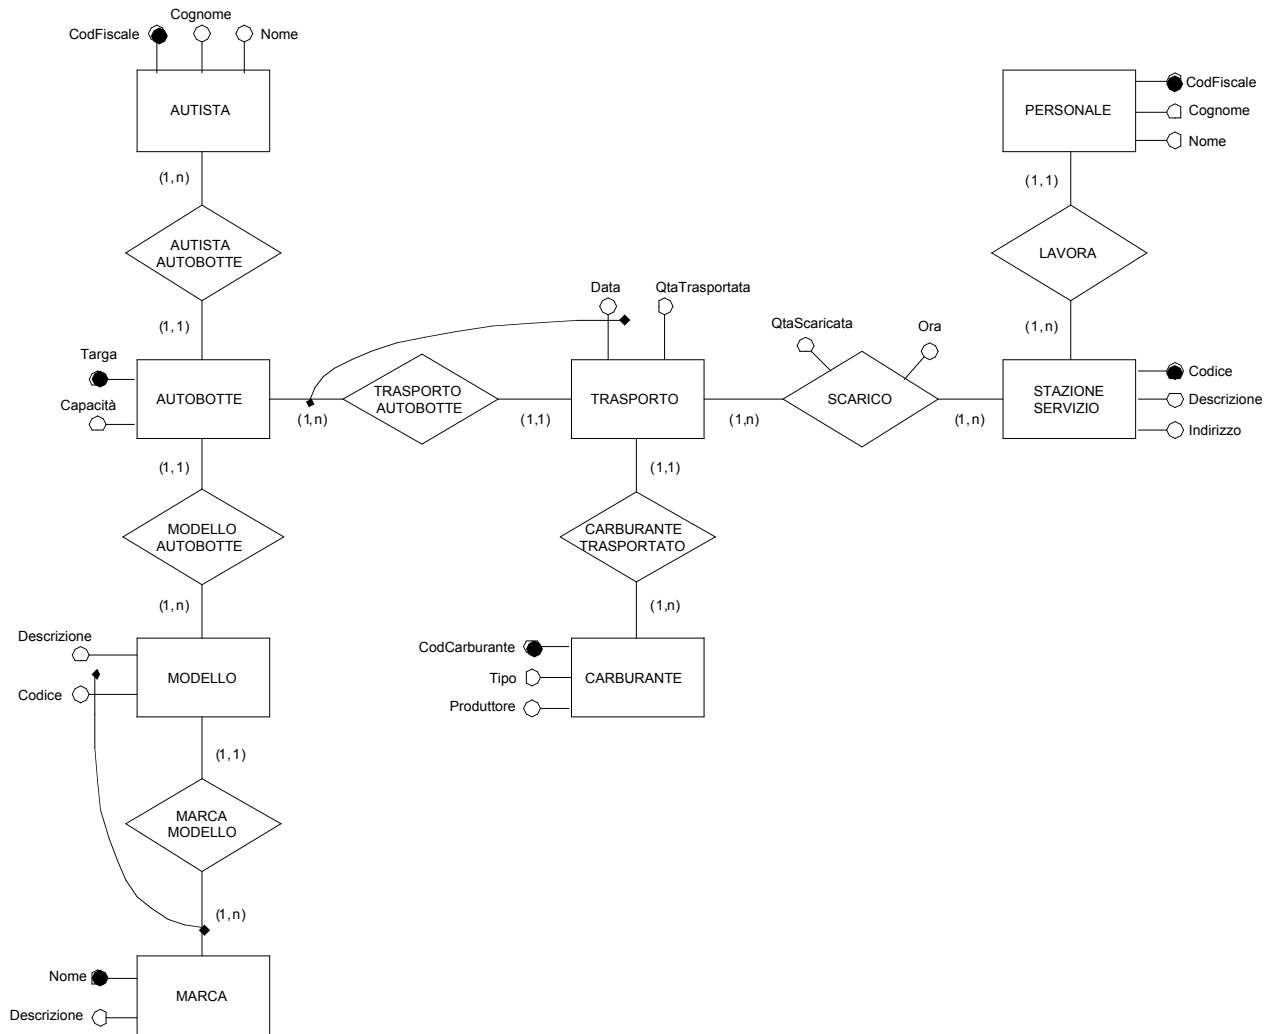 Cognome
CodFiscale
Nome
AUTISTA
PERSONALE
CodFiscale
Cognome
Nome
(1,n)
(1,1)
AUTISTA
AUTOBOTTE
LAVORA
Data
QtaTrasportata
QtaScaricata
Ora
(1,1)
(1,n)
Targa
Capacità
AUTOBOTTE
(1,n)
TRASPORTO
AUTOBOTTE
(1,1)
TRASPORTO
(1,n)
SCARICO
(1,n)
STAZIONE
SERVIZIO
Codice
Descrizione
Indirizzo
(1,1)
(1,1)
MODELLO
AUTOBOTTE
CARBURANTE
TRASPORTATO
(1,n)
(1,n)
Descrizione
Codice
MODELLO
CodCarburante
Tipo
Produttore
CARBURANTE
(1,1)
MARCA
MODELLO
(1,n)
Nome
Descrizione
MARCA